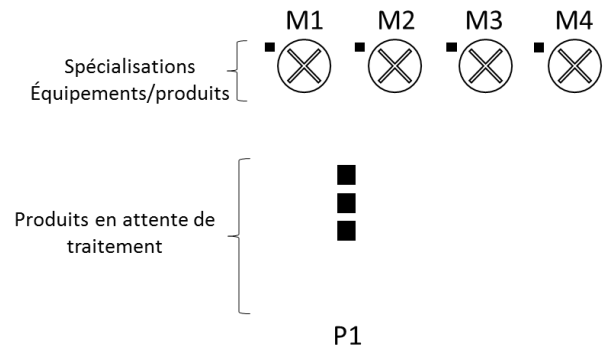 M1 M2 M3 M4
Spécialisations
Équipements/produits
Produits en attente de
traitement
P1